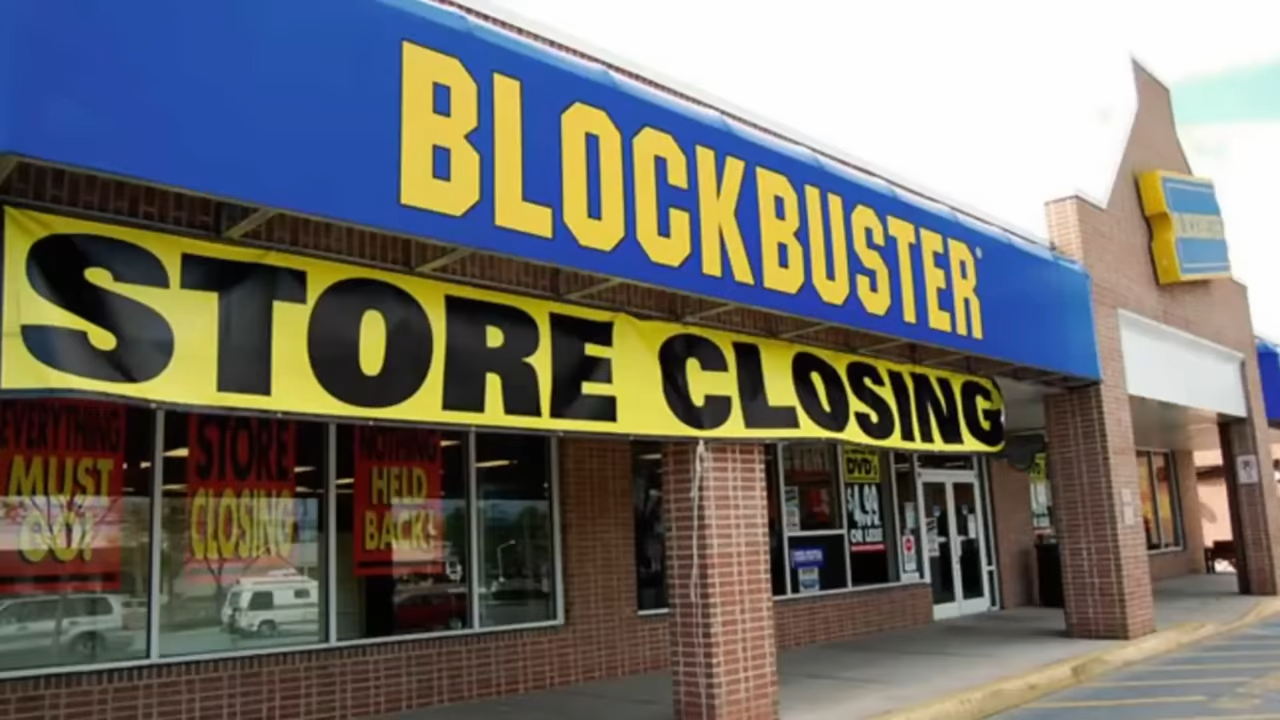 BLOCKBUSTER
STORE CLOSING
EVERYTHING
MUST
GO!
STORE
CLOSING
NOTHING
HELD
BACK!
DVD's
$4.99
OR LESS